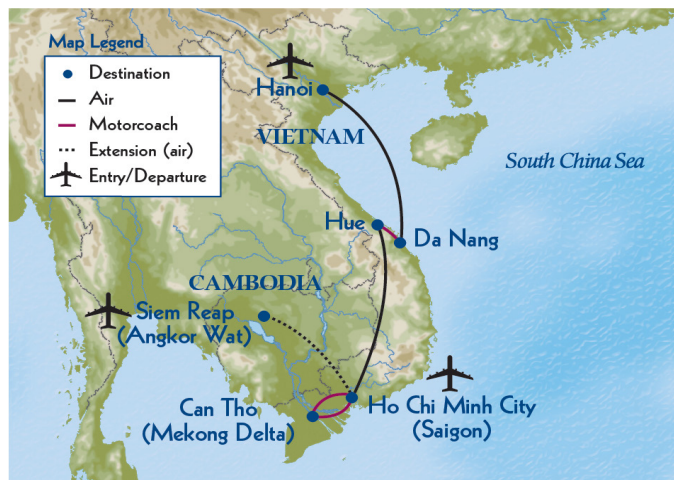 Map Legend
Destination
Air
Motorcoach
Extension (air)
Entry/Departure
Hanoi
VIETNAM
South China Sea
Hue
Da Nang
CAMBODIA
Siem Reap
(Angkor Wat)
Can Tho
(Mekong Delta)
Ho Chi Minh City
(Saigon)